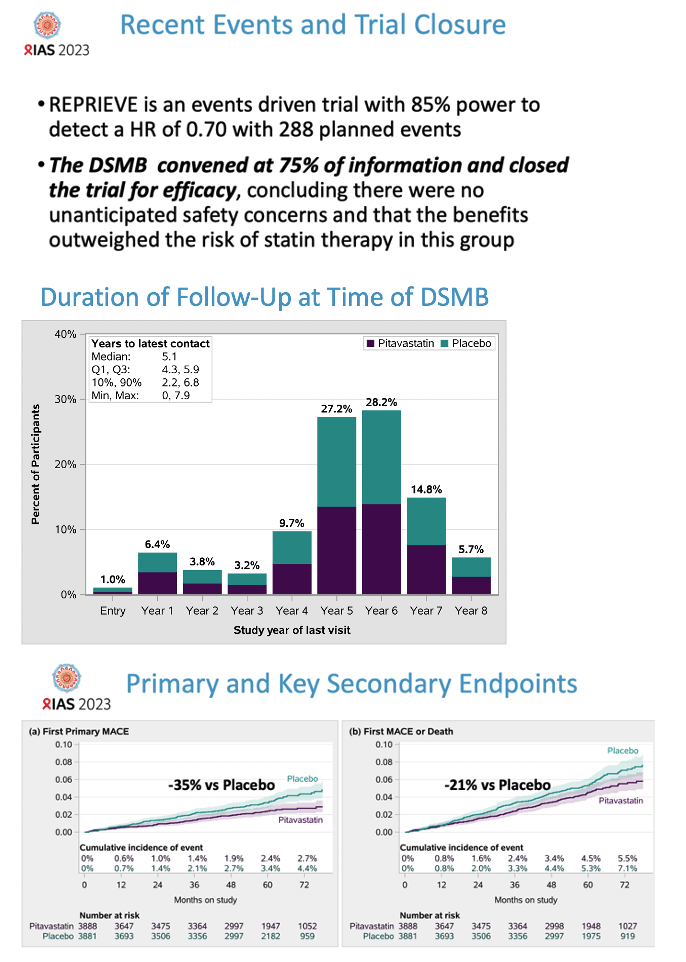 Recent Events and Trial Closure
IAS 2023
• REPRIEVE is an events driven trial with 85% power to
detect a HR of 0.70 with 288 planned events
• The DSMB convened at 75% of information and closed
the trial for efficacy, concluding there were no
unanticipated safety concerns and that the benefits
outweighed the risk of statin therapy in this group
Duration of Follow-Up at Time of DSMB
Years to latest contact
Median: 5.1
Q1, Q3: 4.3, 5.9
10%, 90% 2.2, 6.8
Min, Max: 0, 7.9
Pitavastatin Placebo
Percent of Participants
40%
30%
20%
10%
0%
1.0% 6.4% 3.8% 3.2% 9.7% 27.2% 28.2% 14.8% 5.7%
Entry Year 1 Year 2 Year 3 Year 4 Year 5 Year 6 Year 7 Year 8
Study year of last visit
IAS 2023
Primary and Key Secondary Endpoints
(a) First Primary MACE
0.10
0.08
0.06
0.04
0.02
0.00
-35% vs Placebo
Placebo
Pitavastatin
Cumulative incidence of event
0% 0.6% 1.0% 1.4% 1.9% 2.4% 2.7%
0% 0.7% 1.4% 2.1% 2.7% 3.4% 4.4%
0 12 24 36 48 60 72
Months on study
Number at risk
Pitavastatin 3888 3647 3475 3364 2997 1947 1052
Placebo 3881 3693 3506 3356 2997 2182 959
(b) First MACE or Death
0.10
0.08
0.06
0.04
0.02
0.00
-21% vs Placebo
Placebo
Pitavastatin
Cumulative incidence of event
0% 0.8% 1.6% 2.4% 3.4% 4.5% 5.5%
0% 0.8% 2.0% 3.3% 4.4% 5.3% 7.1%
0 12 24 36 48 60 72
Months on study
Number at risk
Pitavastatin 3888 3647 3475 3364 2998 1948 1027
Placebo 3881 3693 3506 3356 2997 1975 919